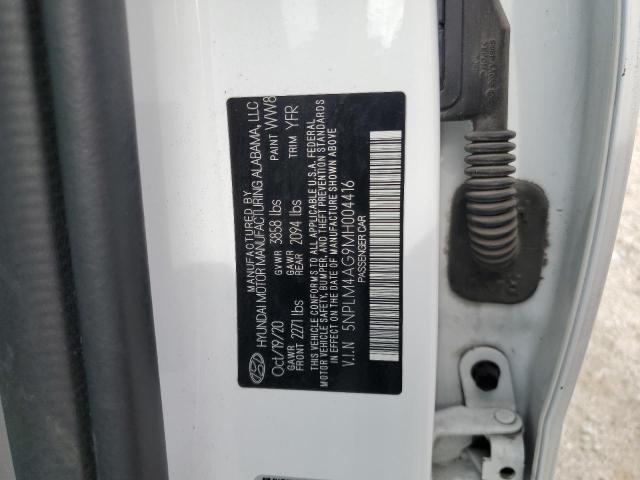 MANUFACTURED BY
HYUNDAI MOTOR MANUFACTURING ALABAMA, LLC
Oct/19/20 GVWR 3858 lbs PAINT WW8
GAWR FRONT 2271 lbs GAWR REAR 2094 lbs TRIM YFR
THIS VEHICLE CONFORMS TO ALL APPLICABLE U.S.A. FEDERAL
MOTOR VEHICLE SAFETY, BUMPER, AND THEFT PREVENTION STANDARDS
IN EFFECT ON THE DATE OF MANUFACTURE SHOWN ABOVE
V.I.N 5NPLM4AG9MH004416
PASSENGER CAR